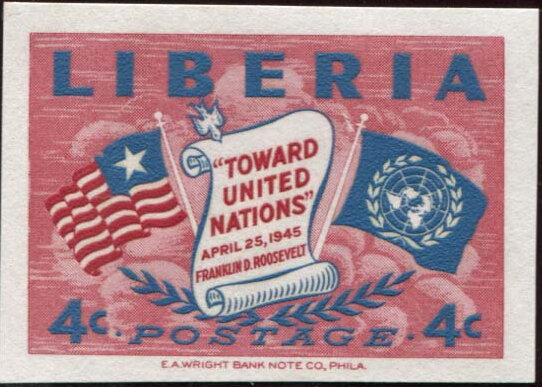 LIBERIA
"TOWARD
UNITED
NATIONS"
APRIL 25, 1945
FRANKLIN D. ROOSEVELT
4c · POSTAGE · 4c
E.A. WRIGHT BANK NOTE CO., PHILA.